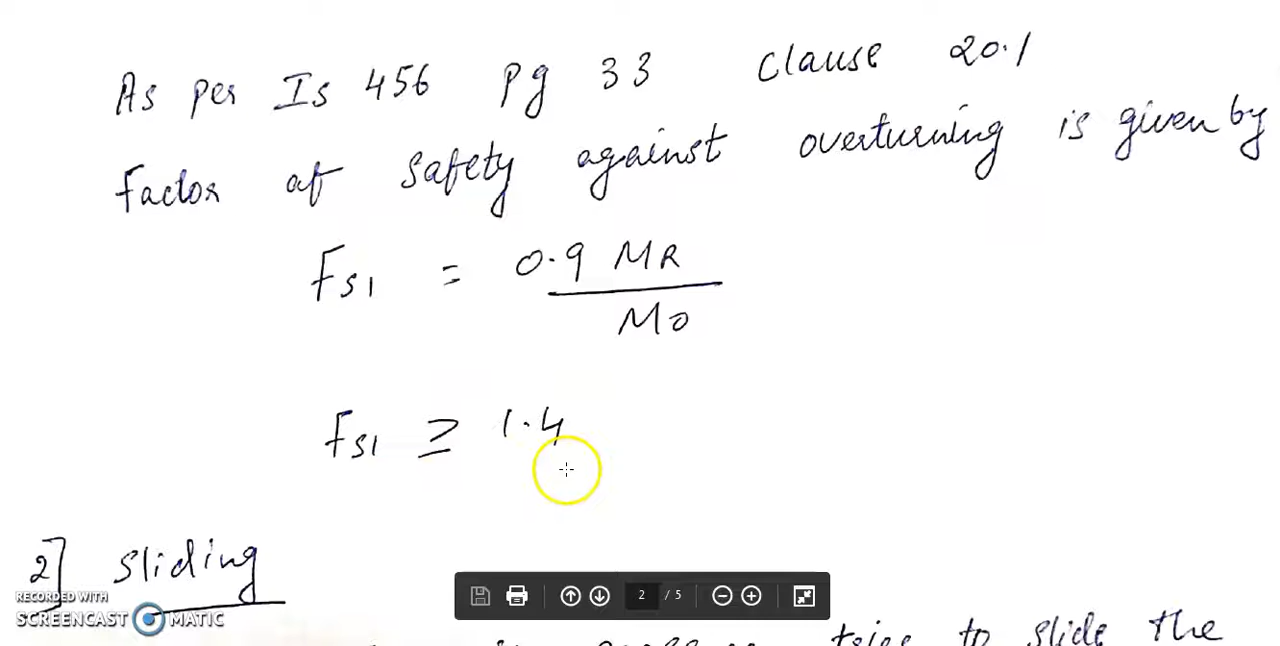 As per Is 456 Pg 33 Clause 20.1
Factor of Safety against overturning is given by
Fs1 = 0.9 MR
Mo
Fs1 ≥ 1.4
2] Sliding
RECORDED WITH
SCREENCAST MATIC
2 / 5
tries to slide the